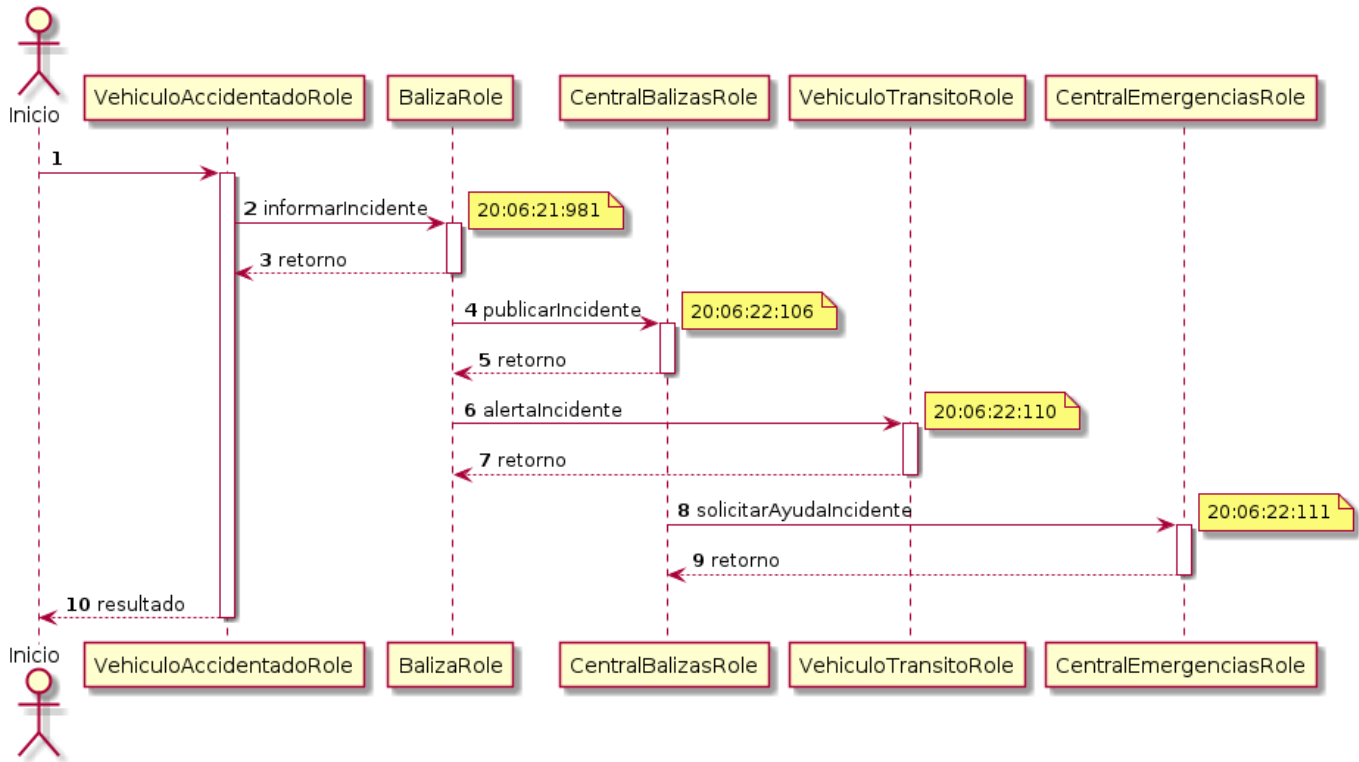 Inicio
VehiculoAccidentadoRole
BalizaRole
CentralBalizasRole
VehiculoTransitoRole
CentralEmergenciasRole
1
2 informarIncidente
20:06:21:981
3 retorno
4 publicarIncidente
20:06:22:106
5 retorno
6 alertaIncidente
20:06:22:110
7 retorno
8 solicitarAyudaIncidente
20:06:22:111
9 retorno
10 resultado
Inicio
VehiculoAccidentadoRole
BalizaRole
CentralBalizasRole
VehiculoTransitoRole
CentralEmergenciasRole